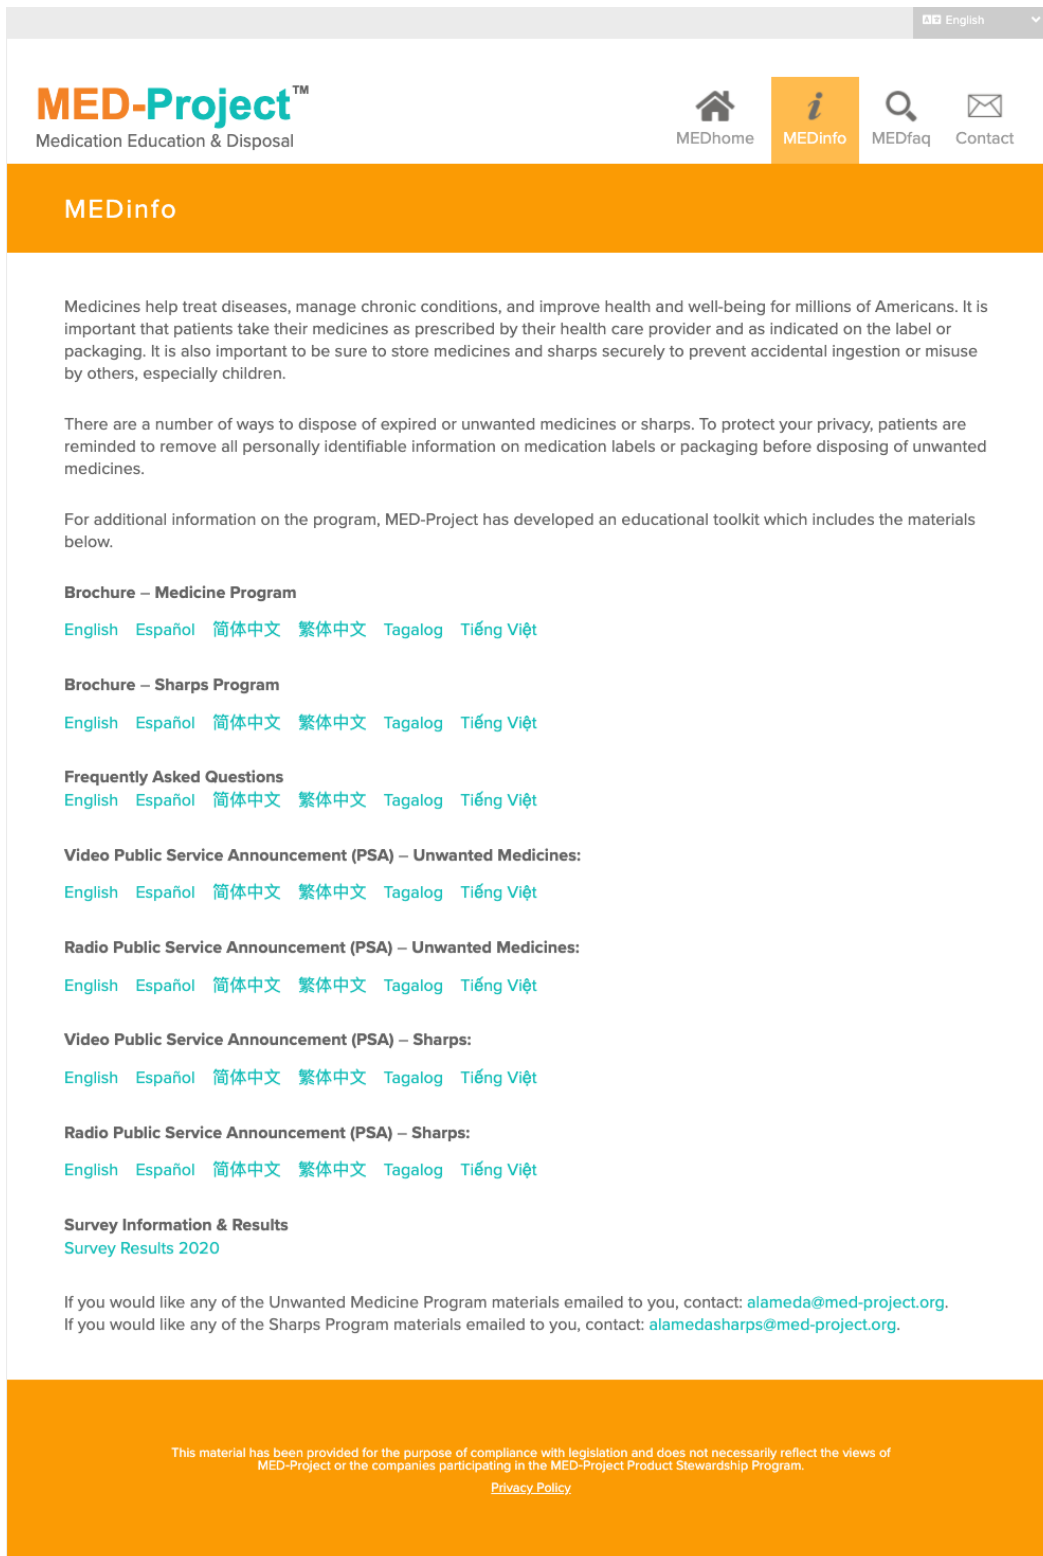 English
MED-Project™
Medication Education & Disposal
MEDhome
MEDinfo
MEDfaq
Contact
MEDinfo
Medicines help treat diseases, manage chronic conditions, and improve health and well-being for millions of Americans. It is
important that patients take their medicines as prescribed by their health care provider and as indicated on the label or
packaging. It is also important to be sure to store medicines and sharps securely to prevent accidental ingestion or misuse
by others, especially children.
There are a number of ways to dispose of expired or unwanted medicines or sharps. To protect your privacy, patients are
reminded to remove all personally identifiable information on medication labels or packaging before disposing of unwanted
medicines.
For additional information on the program, MED-Project has developed an educational toolkit which includes the materials
below.
Brochure – Medicine Program
English Español 简体中文 繁体中文 Tagalog Tiếng Việt
Brochure – Sharps Program
English Español 简体中文 繁体中文 Tagalog Tiếng Việt
Frequently Asked Questions
English Español 简体中文 繁体中文 Tagalog Tiếng Việt
Video Public Service Announcement (PSA) – Unwanted Medicines:
English Español 简体中文 繁体中文 Tagalog Tiếng Việt
Radio Public Service Announcement (PSA) – Unwanted Medicines:
English Español 简体中文 繁体中文 Tagalog Tiếng Việt
Video Public Service Announcement (PSA) – Sharps:
English Español 简体中文 繁体中文 Tagalog Tiếng Việt
Radio Public Service Announcement (PSA) – Sharps:
English Español 简体中文 繁体中文 Tagalog Tiếng Việt
Survey Information & Results
Survey Results 2020
If you would like any of the Unwanted Medicine Program materials emailed to you, contact: alameda@med-project.org.
If you would like any of the Sharps Program materials emailed to you, contact: alamedasharps@med-project.org.
This material has been provided for the purpose of compliance with legislation and does not necessarily reflect the views of
MED-Project or the companies participating in the MED-Project Product Stewardship Program.
Privacy Policy